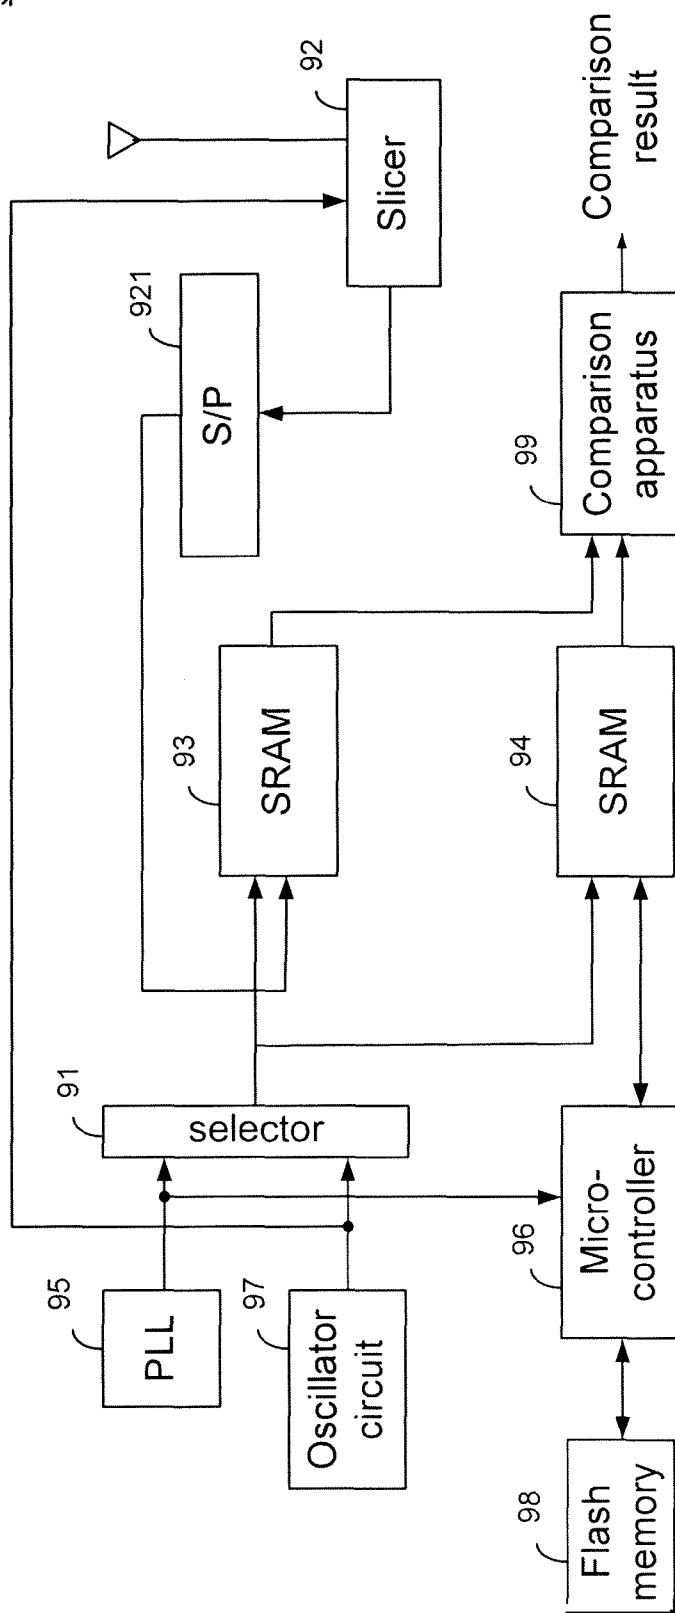 95
PLL
97
Oscillator
circuit
91
selector
93
SRAM
921
S/P
92
Slicer
98
Flash
memory
96
Micro-
controller
94
SRAM
99
Comparison
apparatus
Comparison
result